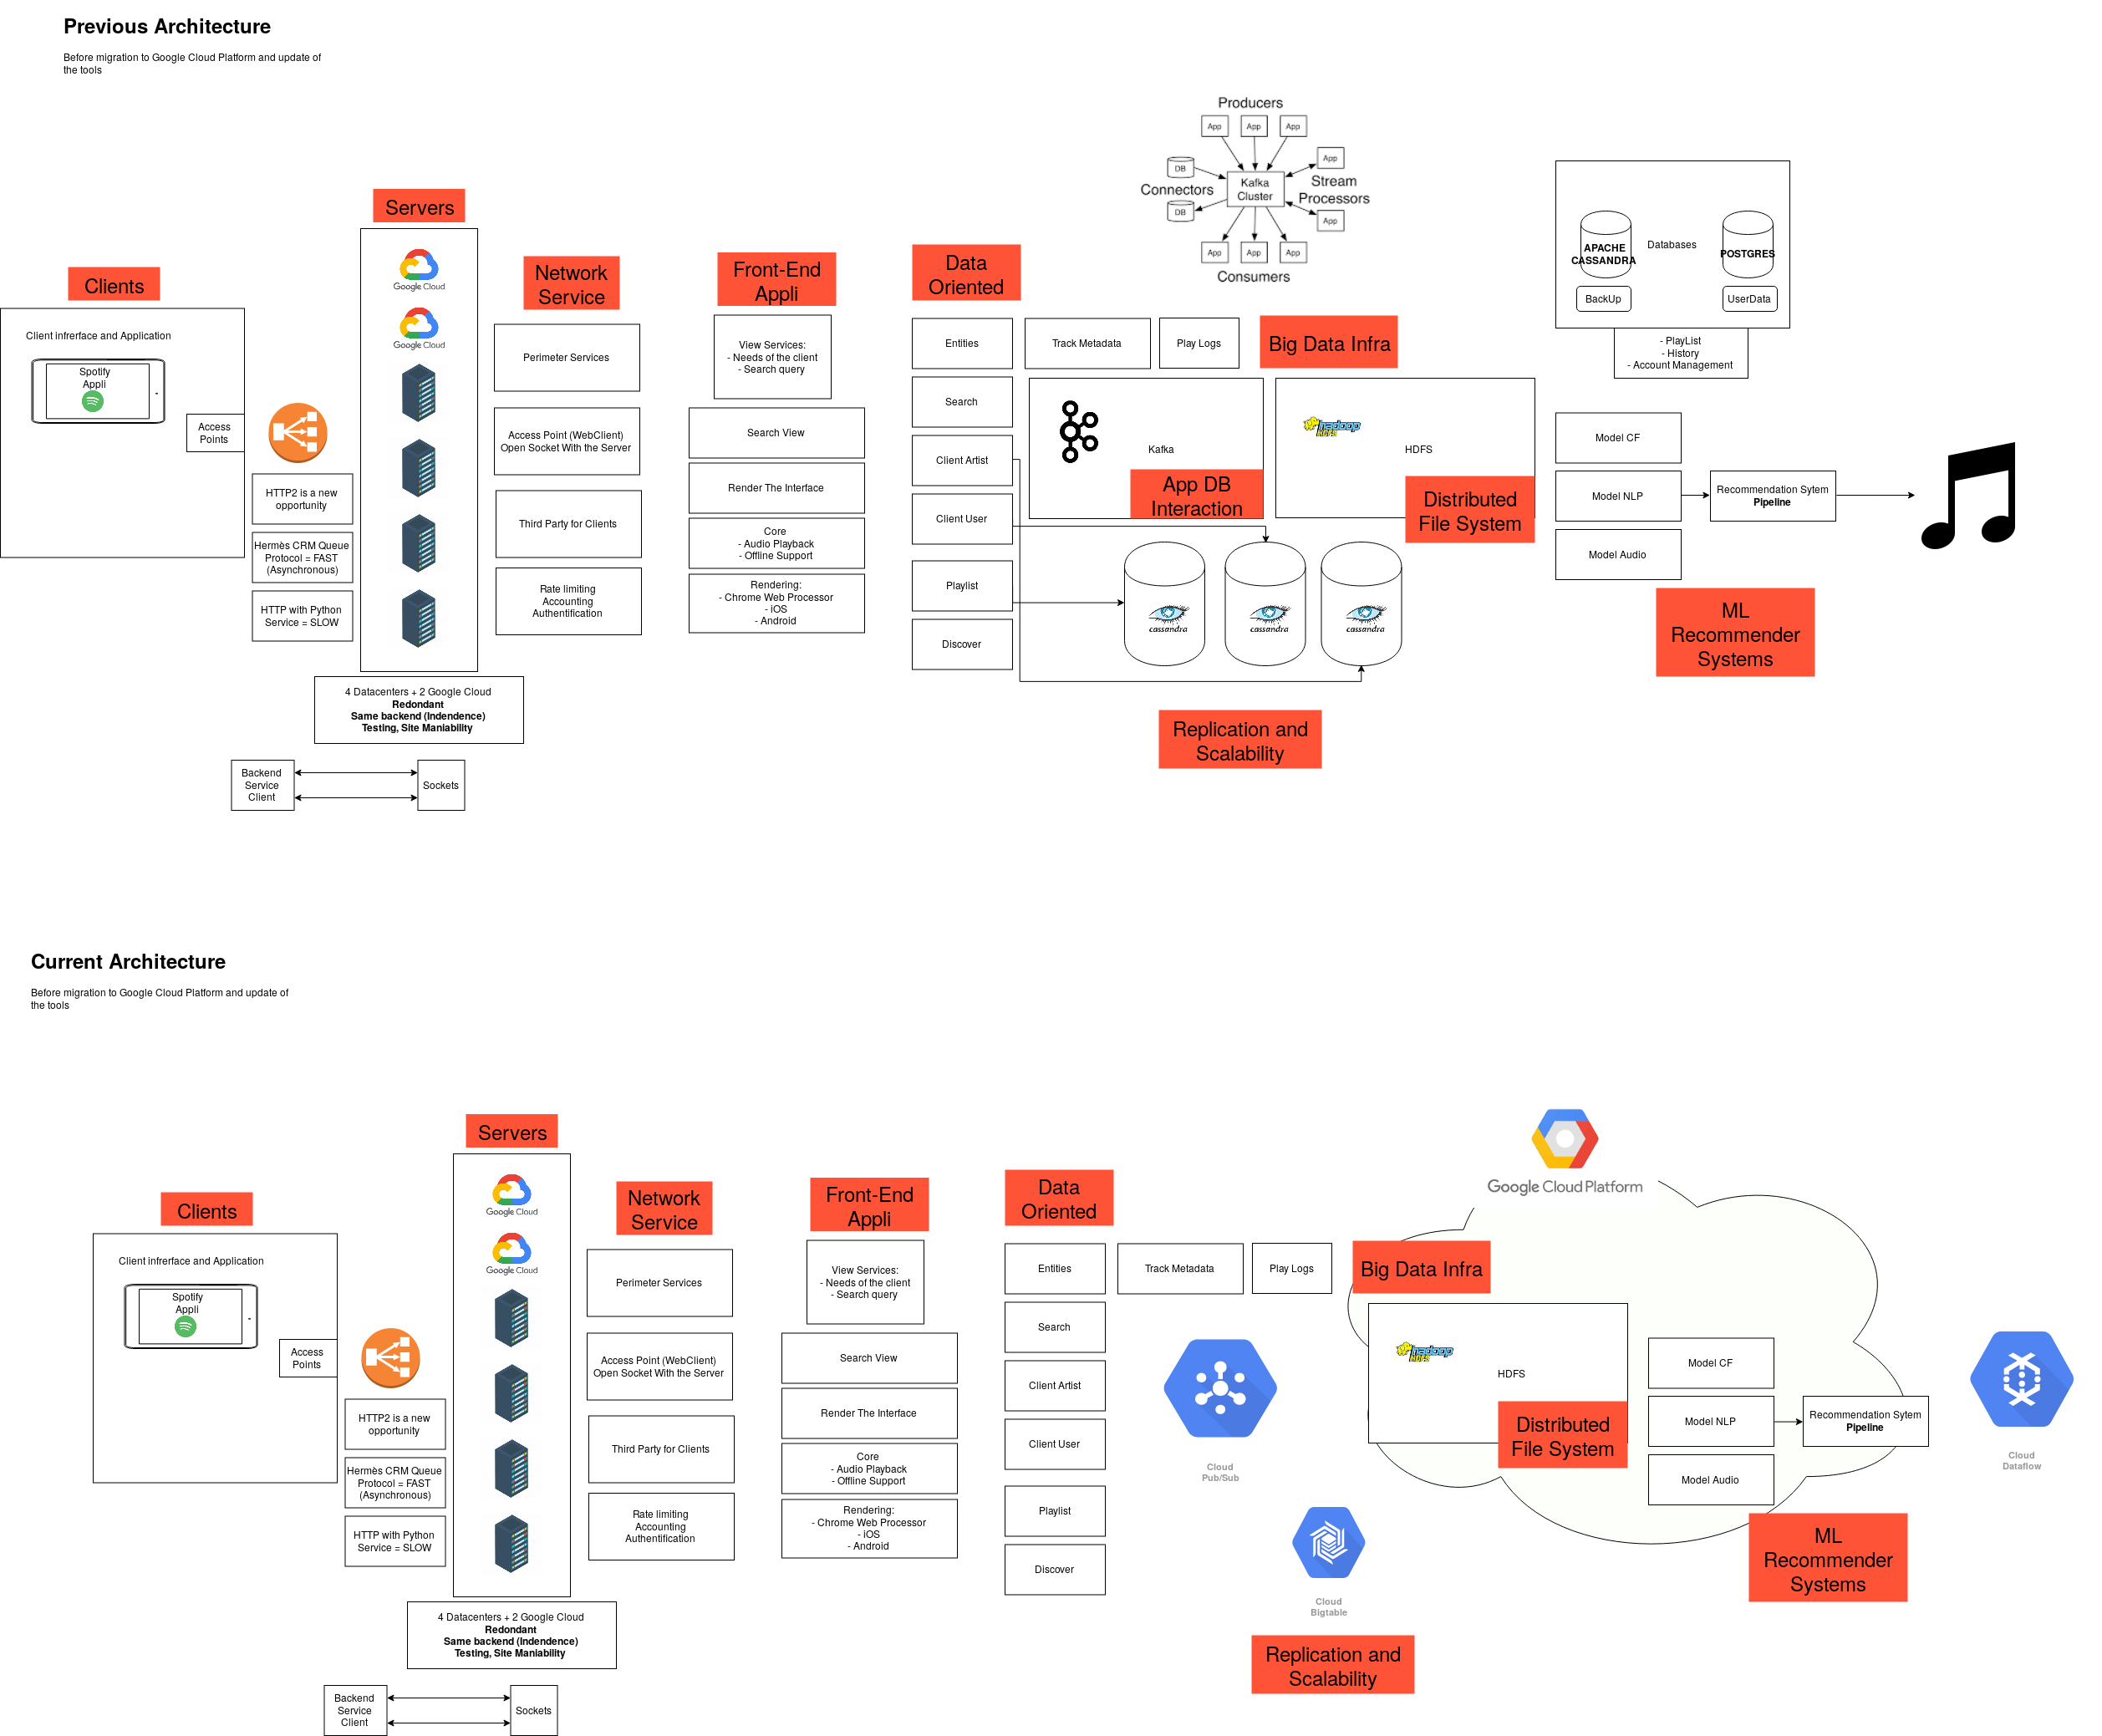 Previous Architecture
Before migration to Google Cloud Platform and update of
the tools
Clients
Client infrerface and Application
Spotify
Appli
Access
Points
HTTP2 is a new
opportunity
Hermès CRM Queue
Protocol = FAST
(Asynchronous)
HTTP with Python
Service = SLOW
Servers
Google Cloud
Google Cloud
4 Datacenters + 2 Google Cloud
Redondant
Same backend (Indendence)
Testing, Site Maniability
Backend
Service
Client
Sockets
Network
Service
Perimeter Services
Access Point (WebClient)
Open Socket With the Server
Third Party for Clients
Rate limiting
Accounting
Authentification
Front-End
Appli
View Services:
- Needs of the client
- Search query
Search View
Render The Interface
Core
- Audio Playback
- Offline Support
Rendering:
- Chrome Web Processor
- iOS
- Android
Data
Oriented
Entities
Track Metadata
Play Logs
Search
Client Artist
Client User
Playlist
Discover
Producers
App
App
App
DB
Connectors
DB
Kafka
Cluster
App
Stream
Processors
App
App
App
App
Consumers
Big Data Infra
Kafka
App DB
Interaction
hadoop
HDFS
HDFS
Distributed
File System
cassandra
cassandra
cassandra
Replication and
Scalability
APACHE
CASSANDRA
Databases
POSTGRES
BackUp
UserData
- PlayList
- History
- Account Management
Model CF
Model NLP
Model Audio
Recommendation Sytem
Pipeline
ML
Recommender
Systems
Current Architecture
Before migration to Google Cloud Platform and update of
the tools
Clients
Client infrerface and Application
Spotify
Appli
Access
Points
HTTP2 is a new
opportunity
Hermès CRM Queue
Protocol = FAST
(Asynchronous)
HTTP with Python
Service = SLOW
Servers
Google Cloud
Google Cloud
4 Datacenters + 2 Google Cloud
Redondant
Same backend (Indendence)
Testing, Site Maniability
Backend
Service
Client
Sockets
Network
Service
Perimeter Services
Access Point (WebClient)
Open Socket With the Server
Third Party for Clients
Rate limiting
Accounting
Authentification
Front-End
Appli
View Services:
- Needs of the client
- Search query
Search View
Render The Interface
Core
- Audio Playback
- Offline Support
Rendering:
- Chrome Web Processor
- iOS
- Android
Data
Oriented
Entities
Track Metadata
Play Logs
Search
Client Artist
Client User
Playlist
Discover
Cloud
Pub/Sub
Cloud
Bigtable
Replication and
Scalability
Google Cloud Platform
Big Data Infra
hadoop
HDFS
HDFS
Distributed
File System
Model CF
Model NLP
Model Audio
Recommendation Sytem
Pipeline
ML
Recommender
Systems
Cloud
Dataflow